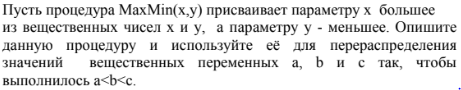 Пусть процедура MaxMin(x,y) присваивает параметру x большее
из вещественных чисел x и y, а параметру y - меньшее. Опишите
данную процедуру и используйте её для перераспределения
значений вещественных переменных a, b и c так, чтобы
выполнилось a<b<c.